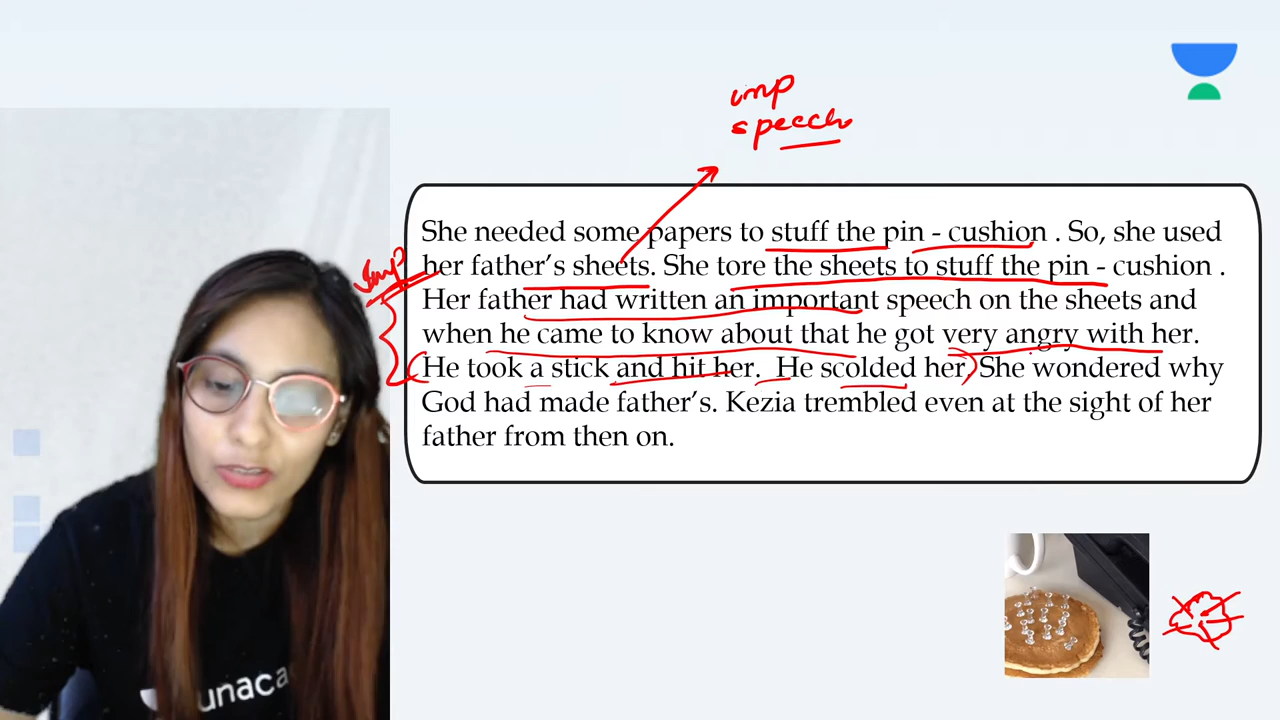 imp
speech
She needed some papers to stuff the pin - cushion . So, she used
her father's sheets. She tore the sheets to stuff the pin - cushion .
Imp
Her father had written an important speech on the sheets and
when he came to know about that he got very angry with her.
He took a stick and hit her.  He scolded her. She wondered why
God had made father's. Kezia trembled even at the sight of her
father from then on.
unaca